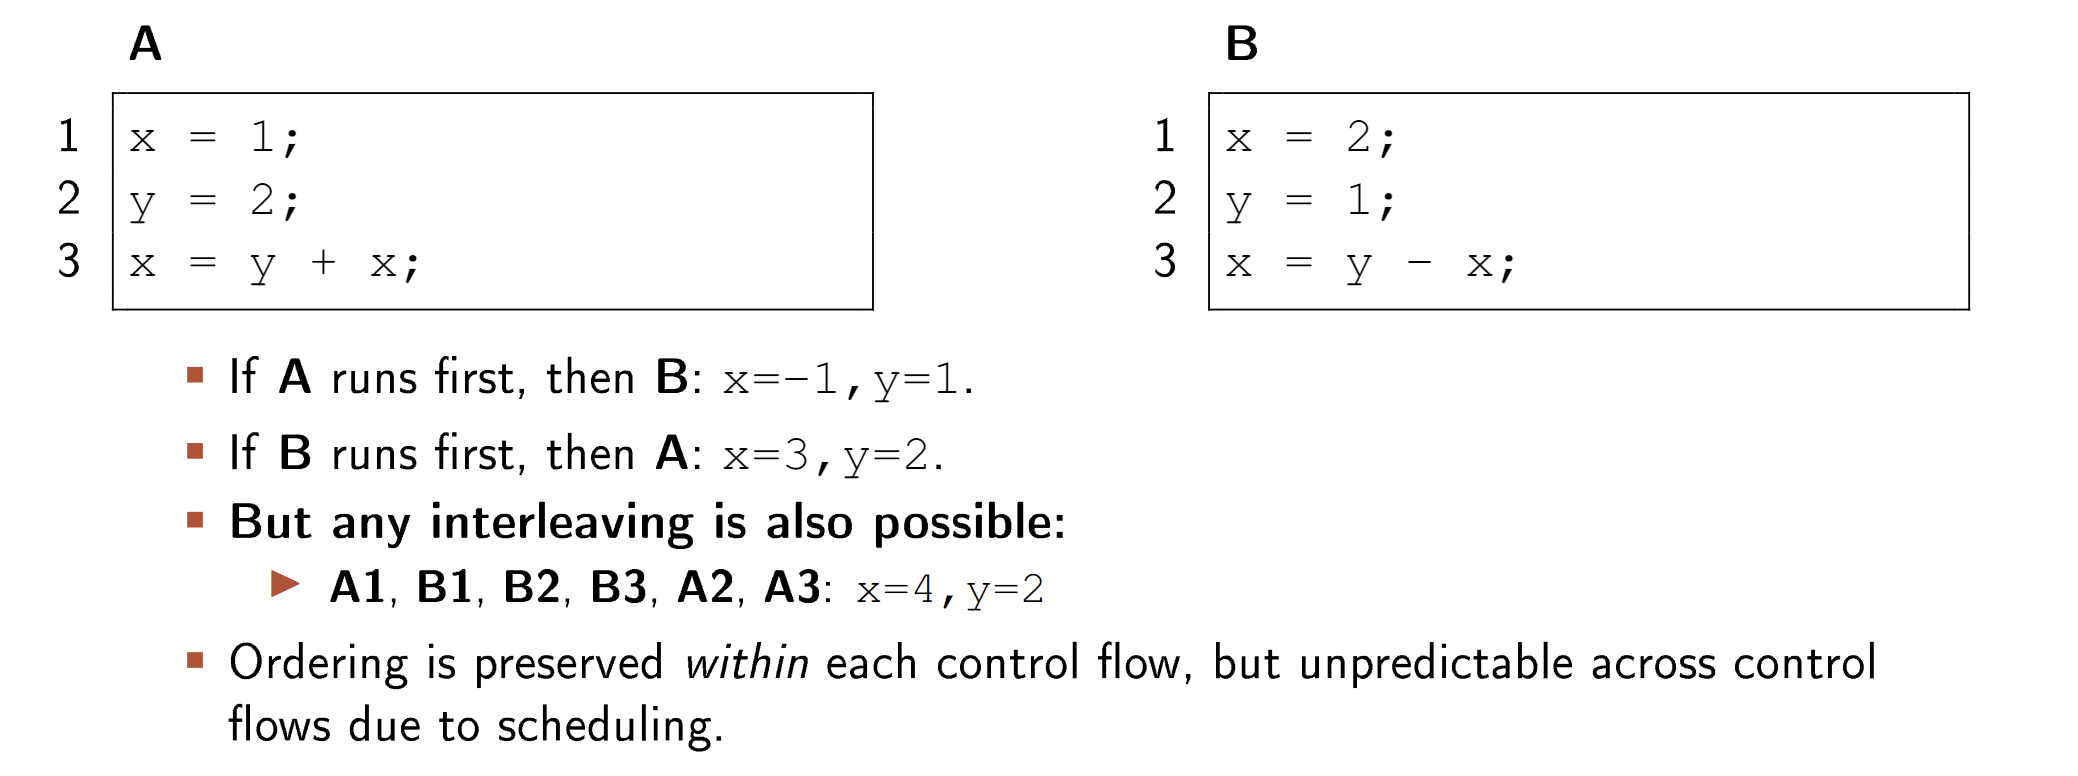 A
1 x = 1;
2 y = 2;
3 x = y + x;
B
1 x = 2;
2 y = 1;
3 x = y - x;
▪ If A runs first, then B: x=-1,y=1.
▪ If B runs first, then A: x=3,y=2.
▪ But any interleaving is also possible:
▶ A1, B1, B2, B3, A2, A3: x=4,y=2
▪ Ordering is preserved within each control flow, but unpredictable across control
flows due to scheduling.